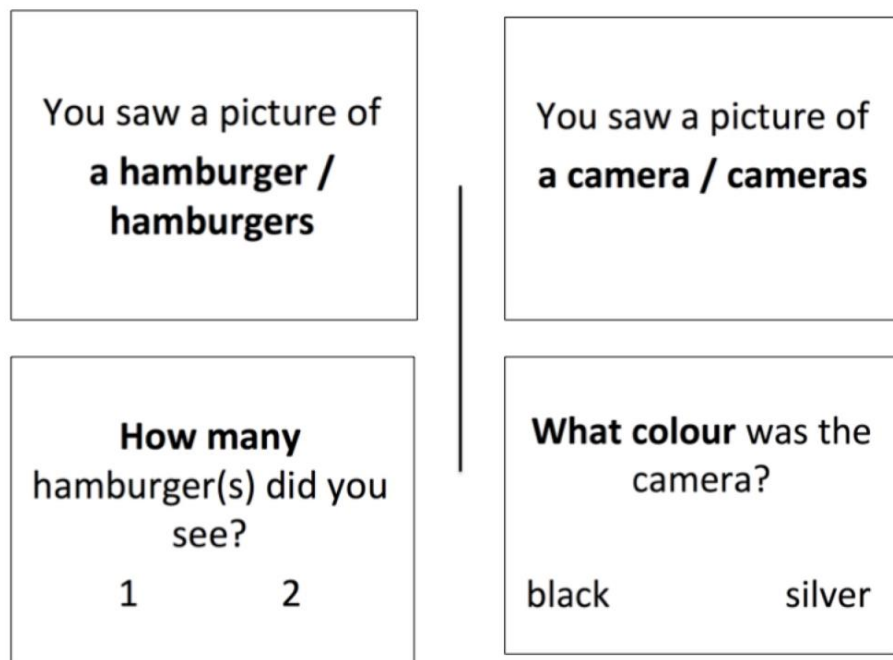 You saw a picture of
a hamburger /
hamburgers
You saw a picture of
a camera / cameras
How many
hamburger(s) did you
see?
1 2
What colour was the
camera?
black silver